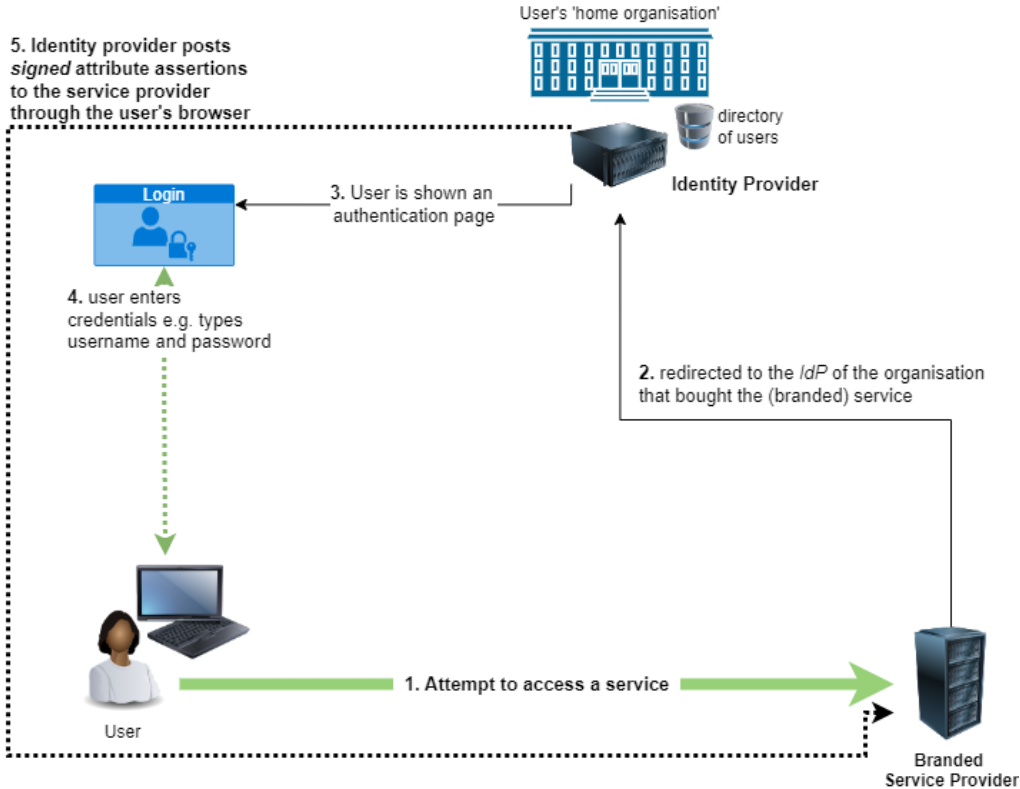 User's 'home organisation'
5. Identity provider posts
signed attribute assertions
to the service provider
through the user's browser
directory
of users
Identity Provider
Login
3. User is shown an
authentication page
4. user enters
credentials e.g. types
username and password
2. redirected to the IdP of the organisation
that bought the (branded) service
1. Attempt to access a service
User
Branded
Service Provider